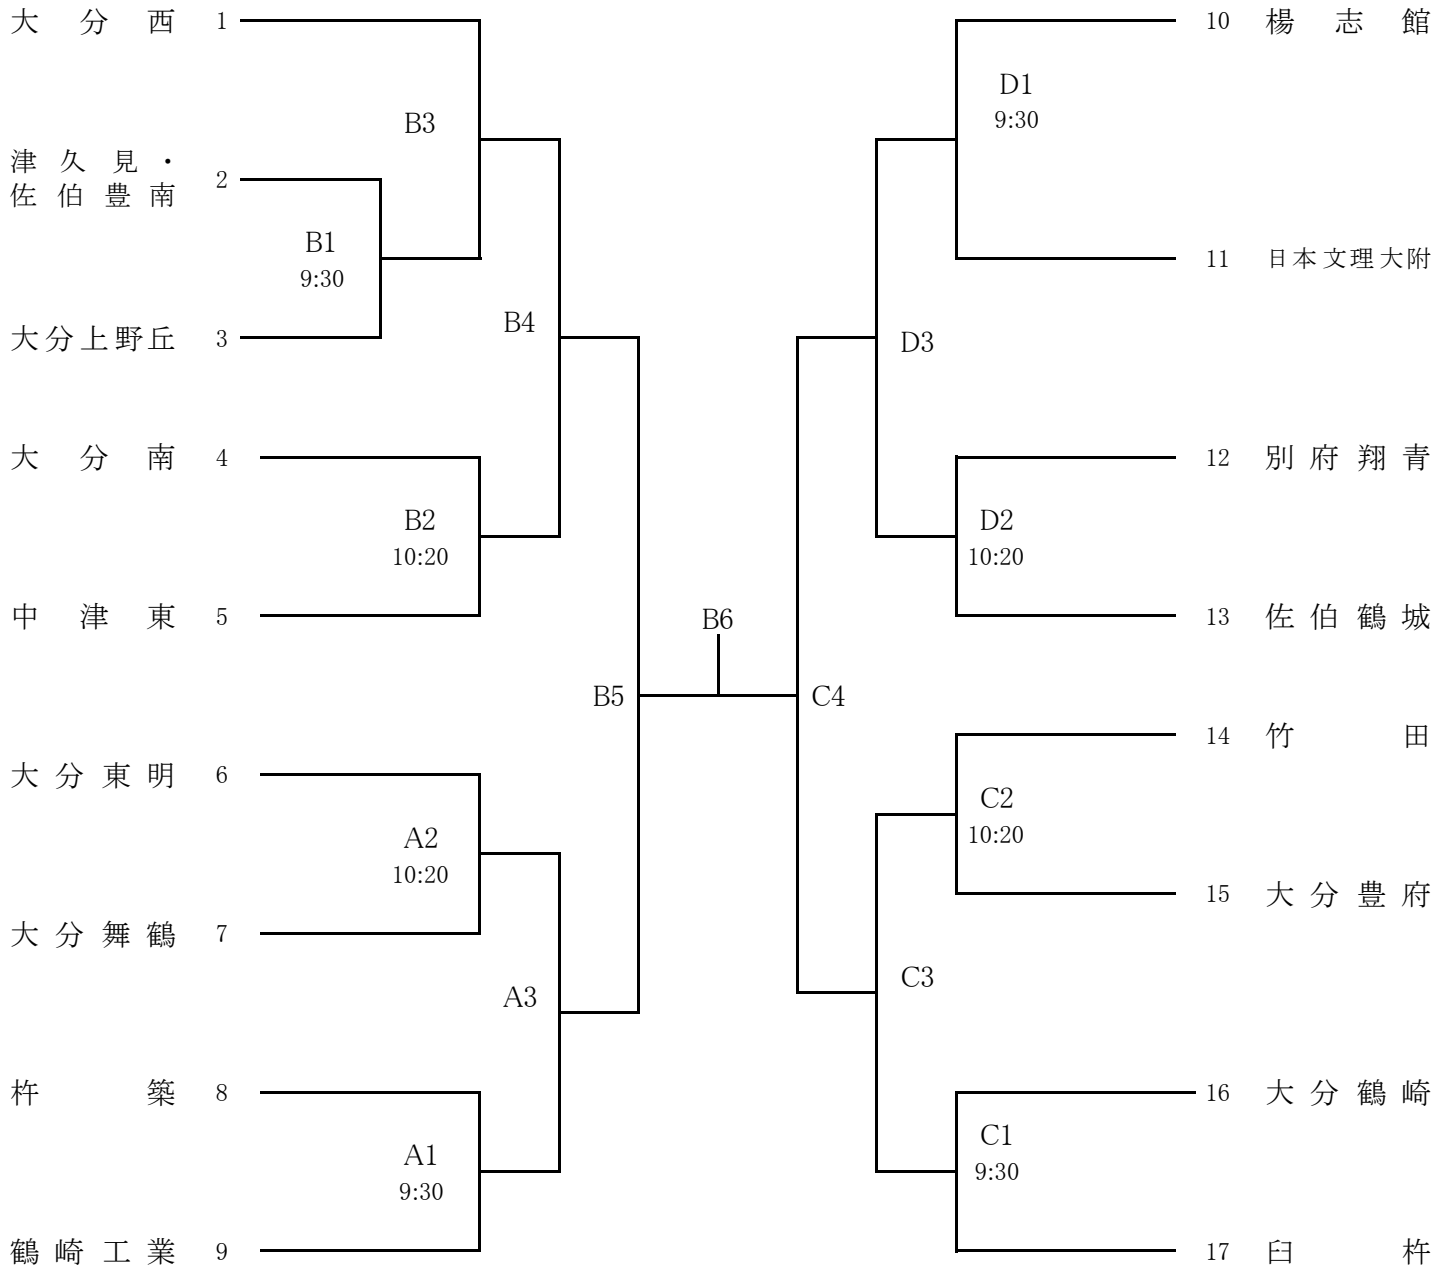 大分西 1
B3
津久見・
佐伯豊南 2
B1
9:30
大分上野丘 3
B4
大分南 4
B2
10:20
中津東 5
B5
大分東明 6
A2
10:20
大分舞鶴 7
A3
杵築 8
A1
9:30
鶴崎工業 9
B6
10 楊志館
D1
9:30
11 日本文理大附
D3
12 別府翔青
D2
10:20
13 佐伯鶴城
C4
14 竹田
C2
10:20
15 大分豊府
C3
16 大分鶴崎
C1
9:30
17 臼杵